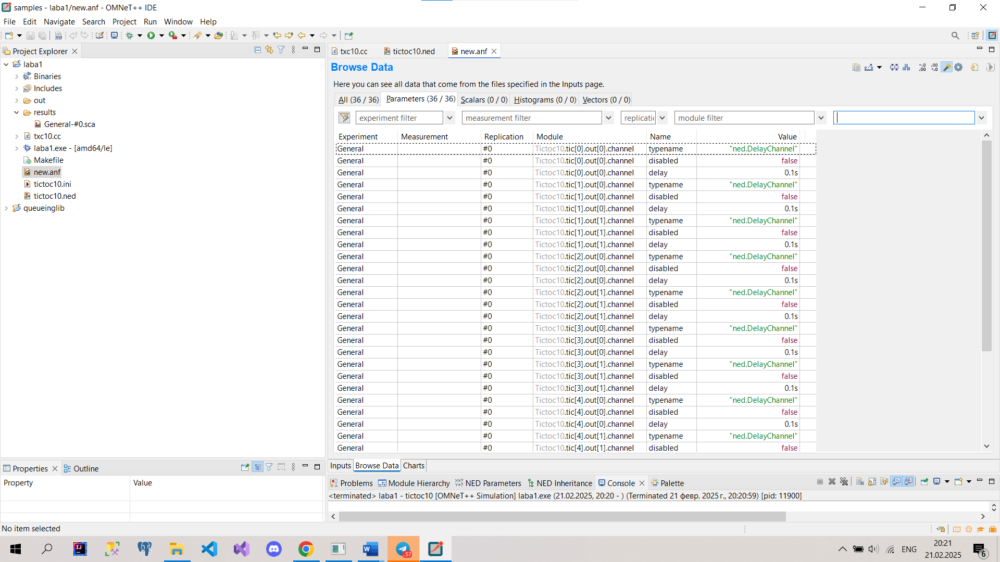 samples - laba1/new.anf - OMNeT++ IDE
File Edit Navigate Search Project Run Window Help
Project Explorer
laba1
Binaries
Includes
out
results
General-#0.sca
txc10.cc
laba1.exe - [amd64/le]
Makefile
new.anf
tictoc10.ini
tictoc10.ned
queueinglib
txc10.cc tictoc10.ned new.anf
Browse Data
Here you can see all data that come from the files specified in the Inputs page.
All (36 / 36) Parameters (36 / 36) Scalars (0 / 0) Histograms (0 / 0) Vectors (0 / 0)
experiment filter measurement filter replicatic module filter
Experiment Measurement Replication Module Name Value
General #0 Tictoc10.tic[0].out[0].channel typename "ned.DelayChannel"
General #0 Tictoc10.tic[0].out[0].channel disabled false
General #0 Tictoc10.tic[0].out[0].channel delay 0.1s
General #0 Tictoc10.tic[1].out[0].channel typename "ned.DelayChannel"
General #0 Tictoc10.tic[1].out[0].channel disabled false
General #0 Tictoc10.tic[1].out[0].channel delay 0.1s
General #0 Tictoc10.tic[1].out[1].channel typename "ned.DelayChannel"
General #0 Tictoc10.tic[1].out[1].channel disabled false
General #0 Tictoc10.tic[1].out[1].channel delay 0.1s
General #0 Tictoc10.tic[2].out[0].channel typename "ned.DelayChannel"
General #0 Tictoc10.tic[2].out[0].channel disabled false
General #0 Tictoc10.tic[2].out[0].channel delay 0.1s
General #0 Tictoc10.tic[2].out[1].channel typename "ned.DelayChannel"
General #0 Tictoc10.tic[2].out[1].channel disabled false
General #0 Tictoc10.tic[2].out[1].channel delay 0.1s
General #0 Tictoc10.tic[3].out[0].channel typename "ned.DelayChannel"
General #0 Tictoc10.tic[3].out[0].channel disabled false
General #0 Tictoc10.tic[3].out[0].channel delay 0.1s
General #0 Tictoc10.tic[3].out[1].channel typename "ned.DelayChannel"
General #0 Tictoc10.tic[3].out[1].channel disabled false
General #0 Tictoc10.tic[3].out[1].channel delay 0.1s
General #0 Tictoc10.tic[4].out[0].channel typename "ned.DelayChannel"
General #0 Tictoc10.tic[4].out[0].channel disabled false
General #0 Tictoc10.tic[4].out[0].channel delay 0.1s
General #0 Tictoc10.tic[4].out[1].channel typename "ned.DelayChannel"
General #0 Tictoc10.tic[4].out[1].channel disabled false
Inputs Browse Data Charts
Properties Outline
Property Value
Problems Module Hierarchy NED Parameters NED Inheritance Console Palette
<terminated> laba1 - tictoc10 [OMNeT++ Simulation] laba1.exe (21.02.2025, 20:20 - ) (Terminated 21 февр. 2025 г., 20:20:59) [pid: 11900]
No item selected
IJ
..57
ENG
20:21
21.02.2025
6